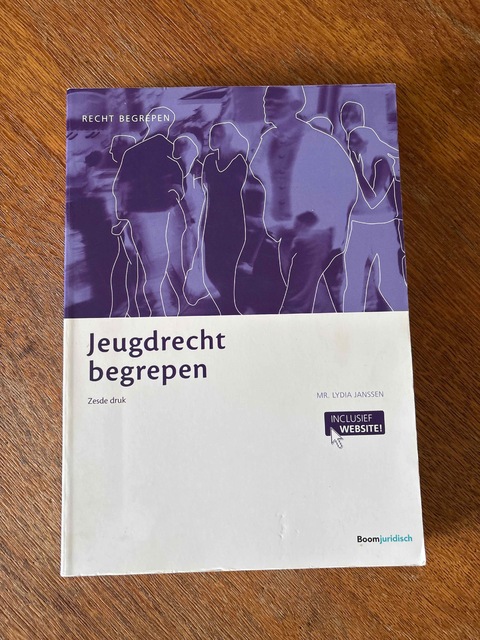 RECHT BEGREPEN
Jeugdrecht
begrepen
Zesde druk
MR. LYDIA JANSSEN
INCLUSIEF
WEBSITE!
Boomjuridisch